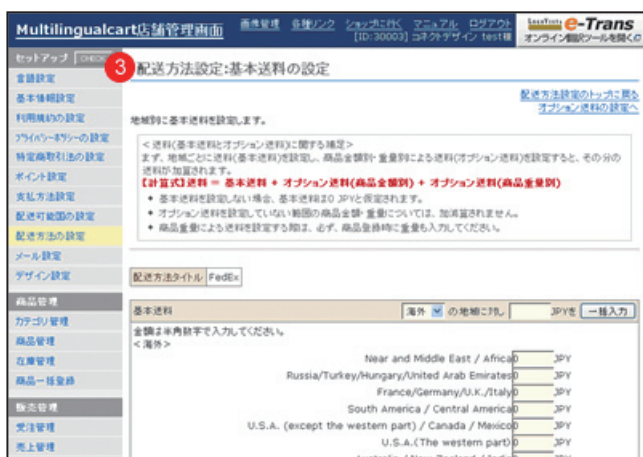 Multilingualcart店舗管理画面
画像管理 各種リンク ショップに行く マニュアル ログアウト
[ID:30003] コネクトデザイン test様
e-Trans
オンライン翻訳ツールを開く
セットアップ CHECK
言語設定
基本情報設定
利用規約の設定
プライバシーポリシーの設定
特定商取引法の設定
ポイント設定
支払方法設定
配送可能国の設定
配送方法の設定
メール設定
デザイン設定
商品管理
カテゴリ管理
商品管理
在庫管理
商品一括登録
販売管理
受注管理
売上管理
3
配送方法設定:基本送料の設定
配送方法設定のトップに戻る
オプション送料の設定へ
地域別に基本送料を設定します。
<送料(基本送料とオプション送料)に関する補足>
まず、地域ごとに送料(基本送料)を設定し、商品金額別・重量別による送料(オプション送料)を設定すると、その分の
送料が加算されます。
【計算式】送料 = 基本送料 + オプション送料(商品金額別) + オプション送料(商品重量別)
• 基本送料を設定しない場合、基本送料は0 JPYと仮定されます。
• オプション送料を設定していない範囲の商品金額・重量については、加減算されません。
• 商品重量による送料を設定する際は、必ず、商品登録時に重量も入力してください。
配送方法タイトル FedEx
基本送料 海外 の地域に対し JPYを 一括入力
金額は半角数字で入力してください。
<海外>
Near and Middle East / Africa 0 JPY
Russia/Turkey/Hungary/United Arab Emirates 0 JPY
France/Germany/U.K./Italy 0 JPY
South America / Central America 0 JPY
U.S.A. (except the western part) / Canada / Mexico 0 JPY
U.S.A.(The western part) 0 JPY
Australia / New Zealand / India 0 JPY